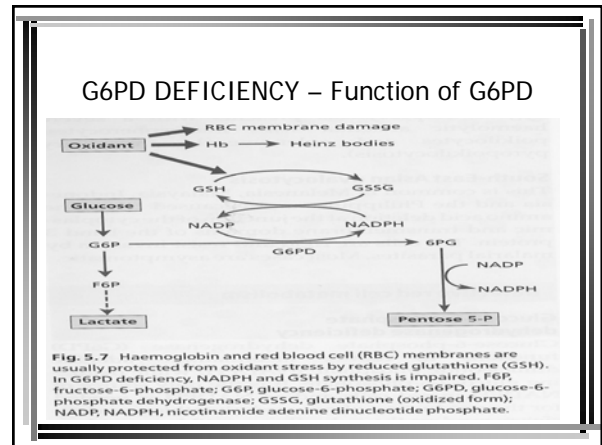 G6PD DEFICIENCY – Function of G6PD
RBC membrane damage
Oxidant
Hb
Heinz bodies
GSH
GSSG
Glucose
NADP
NADPH
G6P
G6PD
6PG
NADP
NADPH
F6P
Lactate
Pentose 5-P
Fig. 5.7 Haemoglobin and red blood cell (RBC) membranes are
usually protected from oxidant stress by reduced glutathione (GSH).
In G6PD deficiency, NADPH and GSH synthesis is impaired. F6P,
fructose-6-phosphate; G6P, glucose-6-phosphate; G6PD, glucose-6-
phosphate dehydrogenase; GSSG, glutathione (oxidized form);
NADP, NADPH, nicotinamide adenine dinucleotide phosphate.